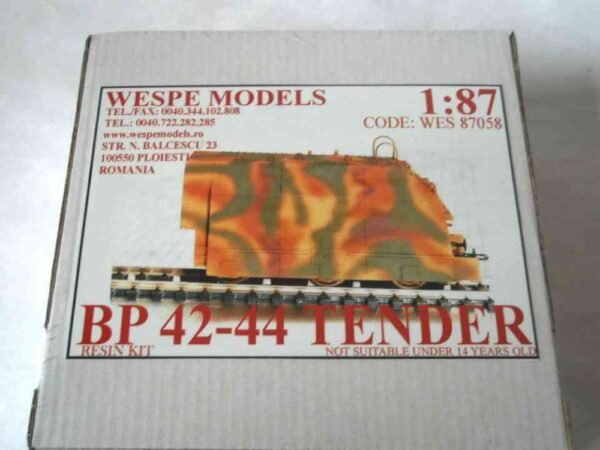 WESPE MODELS
TEL./FAX: 0040.344.102.808
TEL.: 0040.722.282.285
www.wespemodels.ro
STR. N. BALCESCU 23
100550 PLOIESTI
ROMANIA
1:87
CODE: WES 87058
BP 42-44 TENDER
RESIN KIT
NOT SUITABLE UNDER 14 YEARS OLD